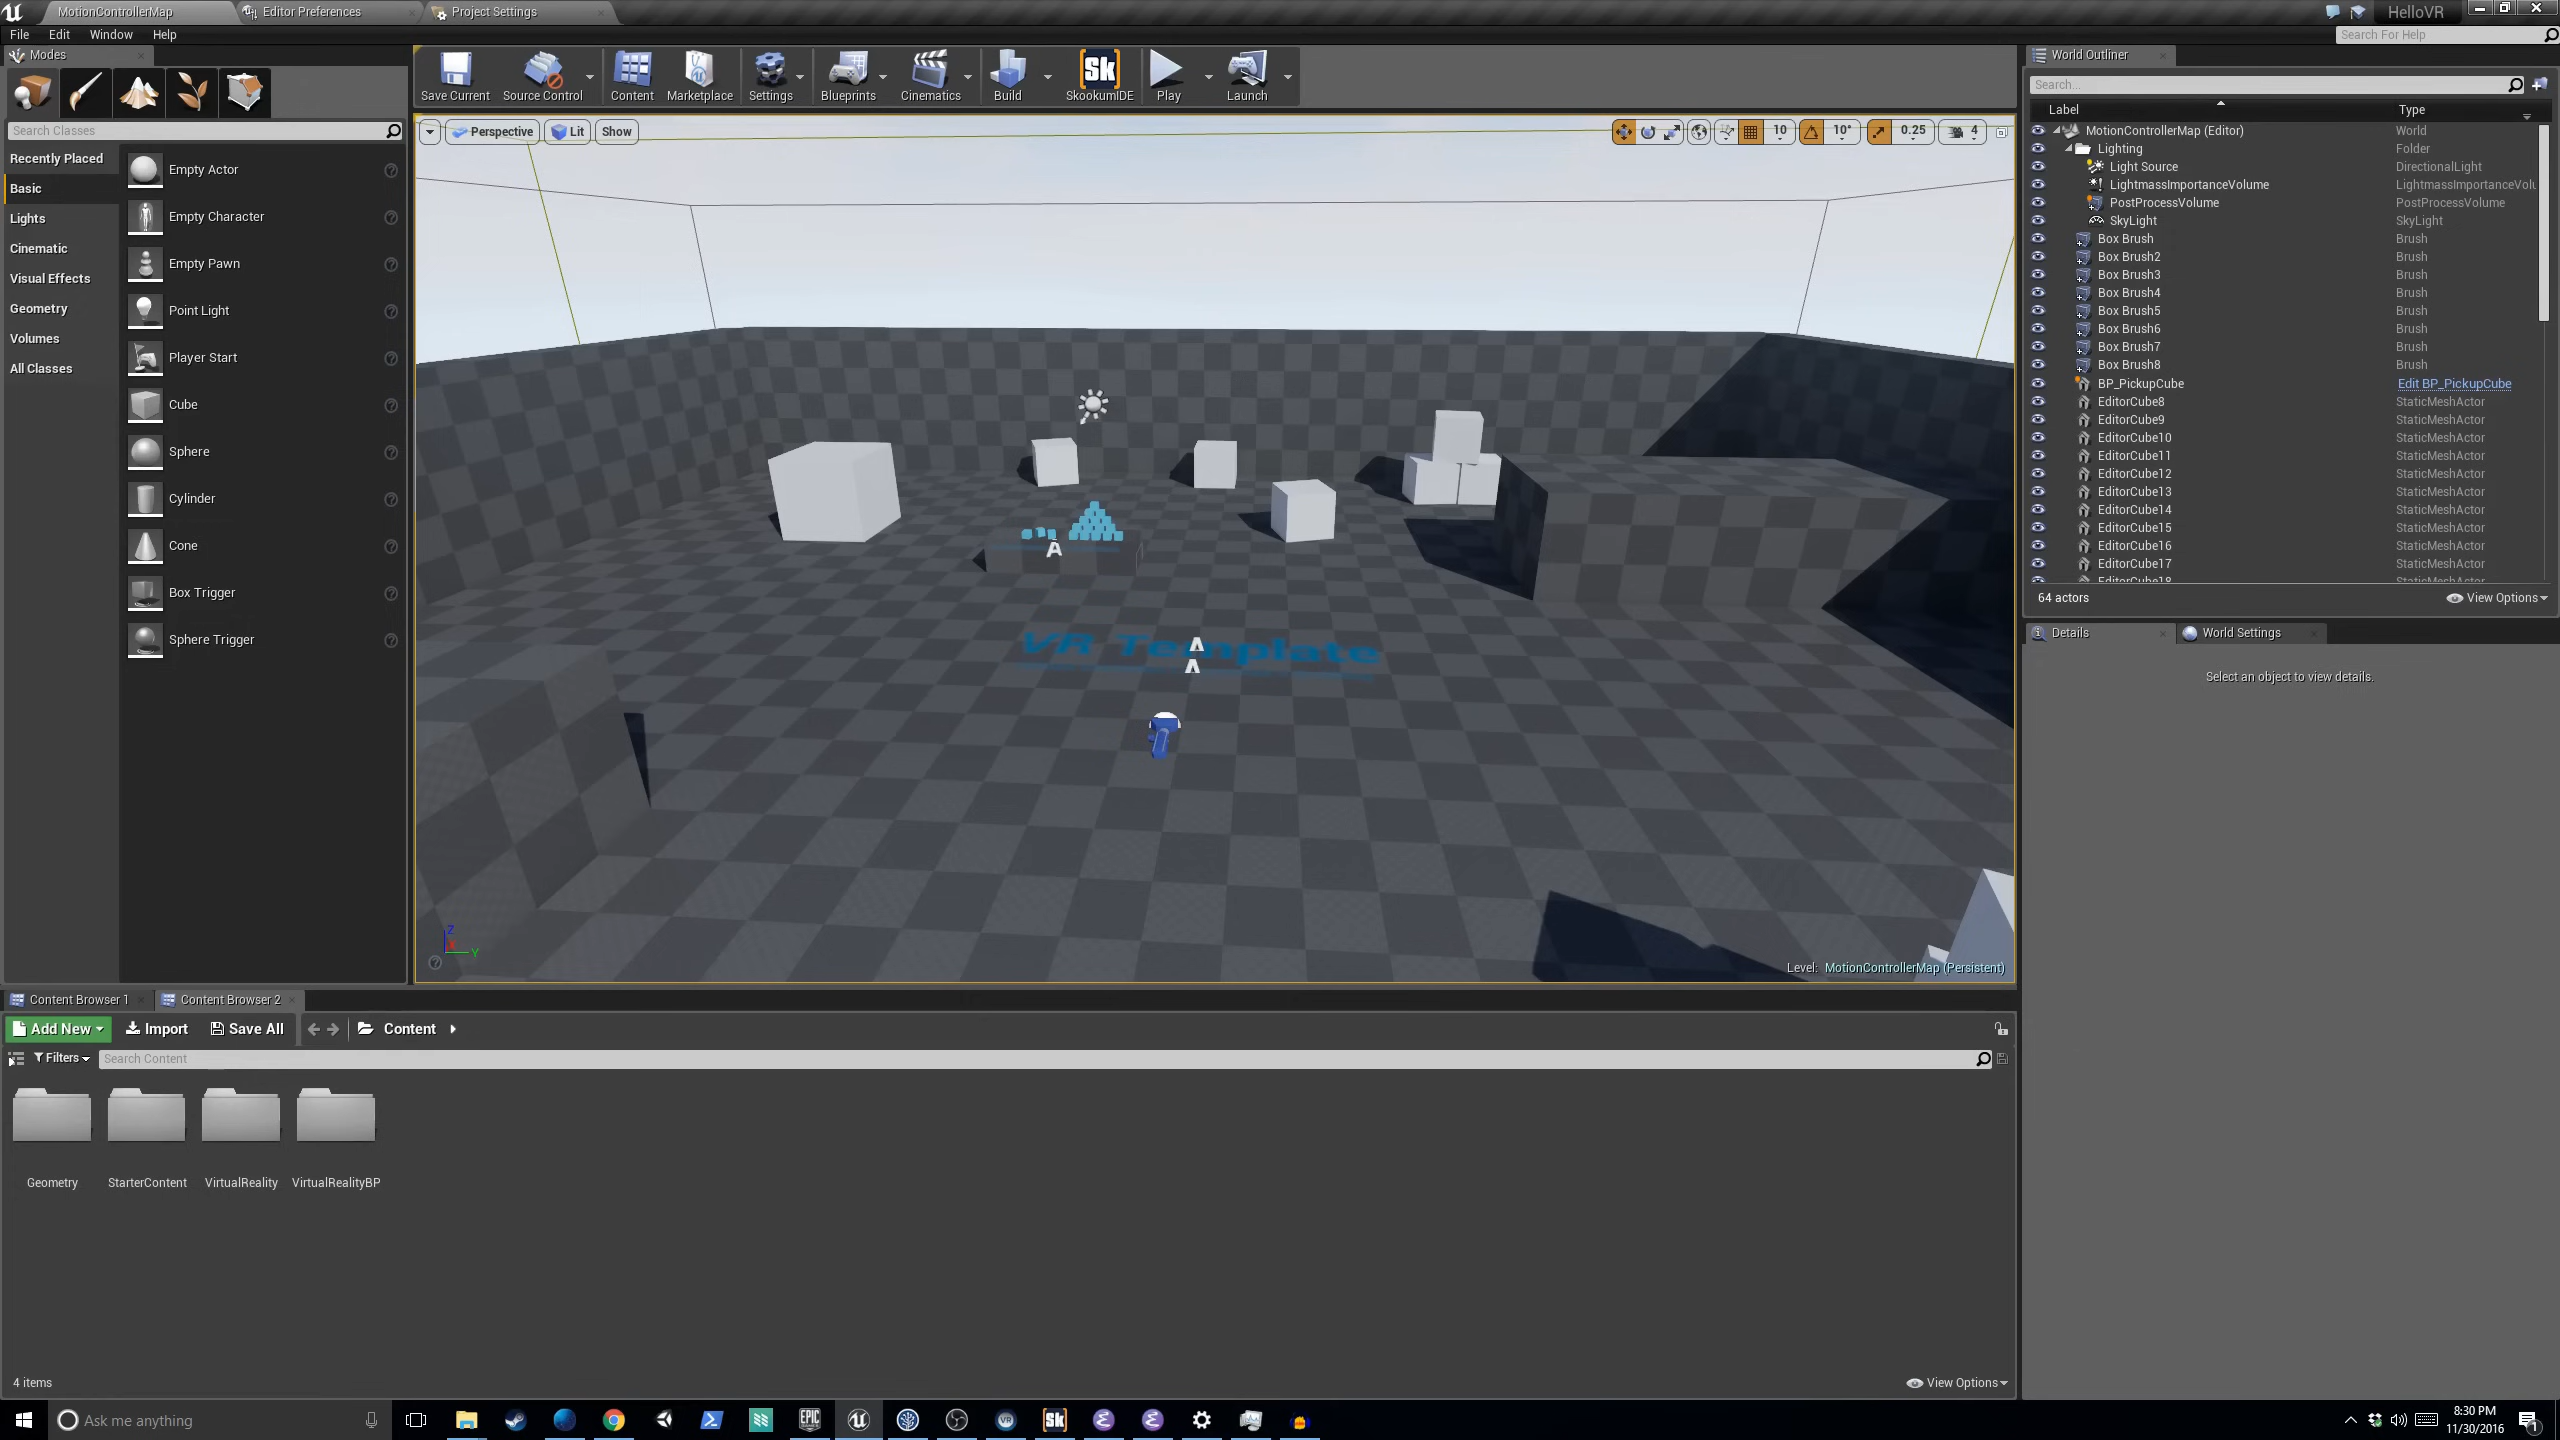 MotionControllerMap
Editor Preferences
Project Settings
HelloVR
File
Edit
Window
Help
Search For Help
Modes
Search Classes
Recently Placed
Basic
Lights
Cinematic
Visual Effects
Geometry
Volumes
All Classes
Empty Actor
Empty Character
Empty Pawn
Point Light
Player Start
Cube
Sphere
Cylinder
Cone
Box Trigger
Sphere Trigger
Save Current
Source Control
Content
Marketplace
Settings
Blueprints
Cinematics
Build
Sk
SkookumIDE
Play
Launch
Perspective
Lit
Show
10
10°
0.25
4
VR Template
Z
X
Y
Level: MotionControllerMap (Persistent)
World Outliner
Search...
Label
Type
MotionControllerMap (Editor)
World
Lighting
Folder
Light Source
DirectionalLight
LightmassImportanceVolume
LightmassImportanceVolu
PostProcessVolume
PostProcessVolume
SkyLight
SkyLight
Box Brush
Brush
Box Brush2
Brush
Box Brush3
Brush
Box Brush4
Brush
Box Brush5
Brush
Box Brush6
Brush
Box Brush7
Brush
Box Brush8
Brush
BP_PickupCube
Edit BP_PickupCube
EditorCube8
StaticMeshActor
EditorCube9
StaticMeshActor
EditorCube10
StaticMeshActor
EditorCube11
StaticMeshActor
EditorCube12
StaticMeshActor
EditorCube13
StaticMeshActor
EditorCube14
StaticMeshActor
EditorCube15
StaticMeshActor
EditorCube16
StaticMeshActor
EditorCube17
StaticMeshActor
EditorCube18
StaticMeshActor
64 actors
View Options
Details
World Settings
Select an object to view details.
Content Browser 1
Content Browser 2
Add New
Import
Save All
Content
Filters
Search Content
Geometry
StarterContent
VirtualReality
VirtualRealityBP
4 items
View Options
Ask me anything
EPIC
VR
Sk
8:30 PM
11/30/2016
1